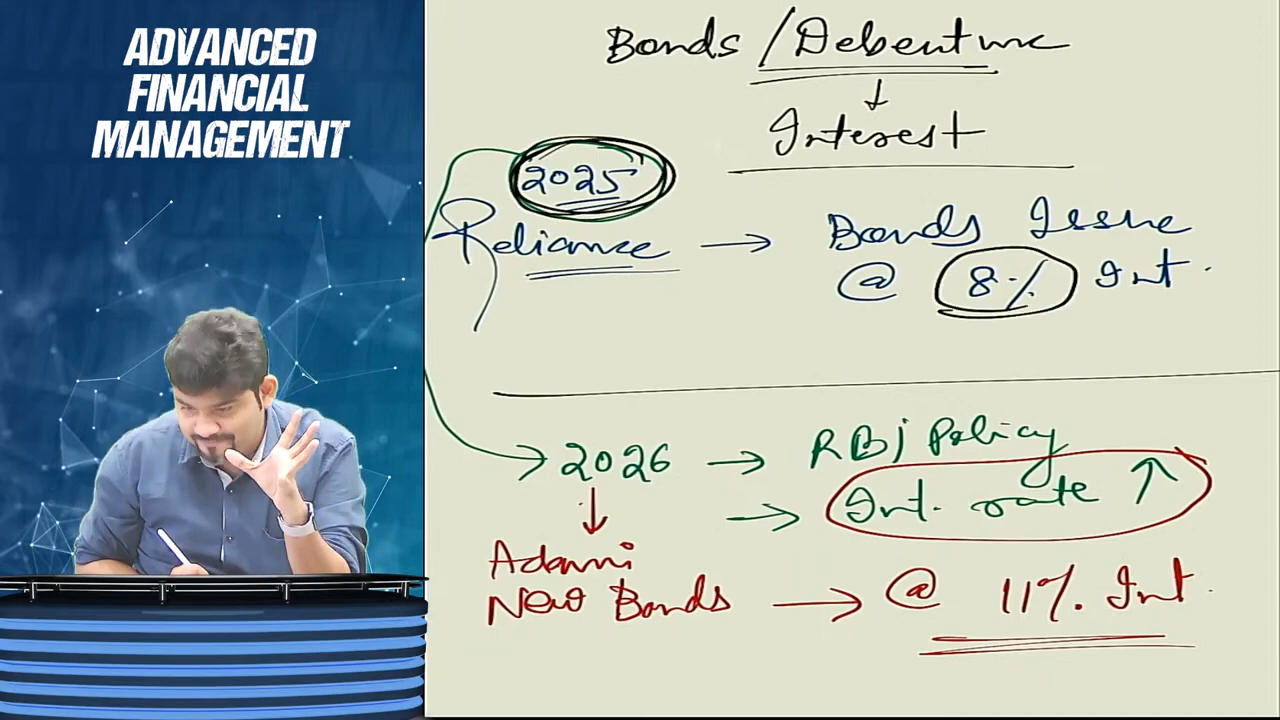 ADVANCED
FINANCIAL
MANAGEMENT
Bonds / Debenture
↓
Interest
2025
Reliance → Bonds Issue
@ 8% Int.
→ 2026 → RBI Policy
→ Int. rate ↑
↓
Adani
New Bonds → @ 11% Int.